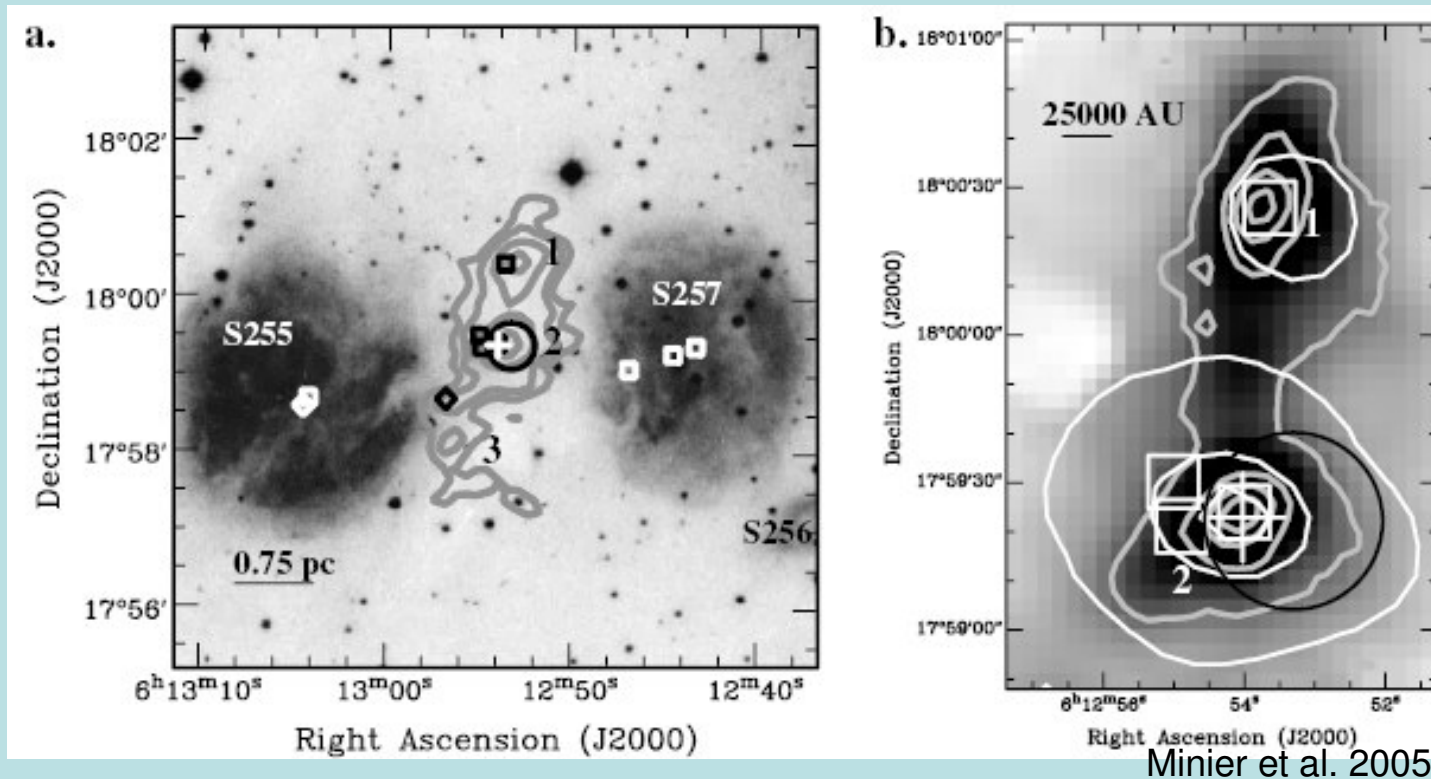 a.
18°02'
18°00'
17°58'
17°56'
Declination (J2000)
S255
S257
S256
1
2
3
0.75 pc
6ʰ13ᵐ10ˢ 13ᵐ00ˢ 12ᵐ50ˢ 12ᵐ40ˢ
Right Ascension (J2000)
b.
18°01'00"
18°00'30"
18°00'00"
17°59'30"
17°59'00"
Declination (J2000)
25000 AU
1
2
6ʰ12ᵐ56ˢ 54ˢ 52ˢ
Right Ascension (J2000)
Minier et al. 2005